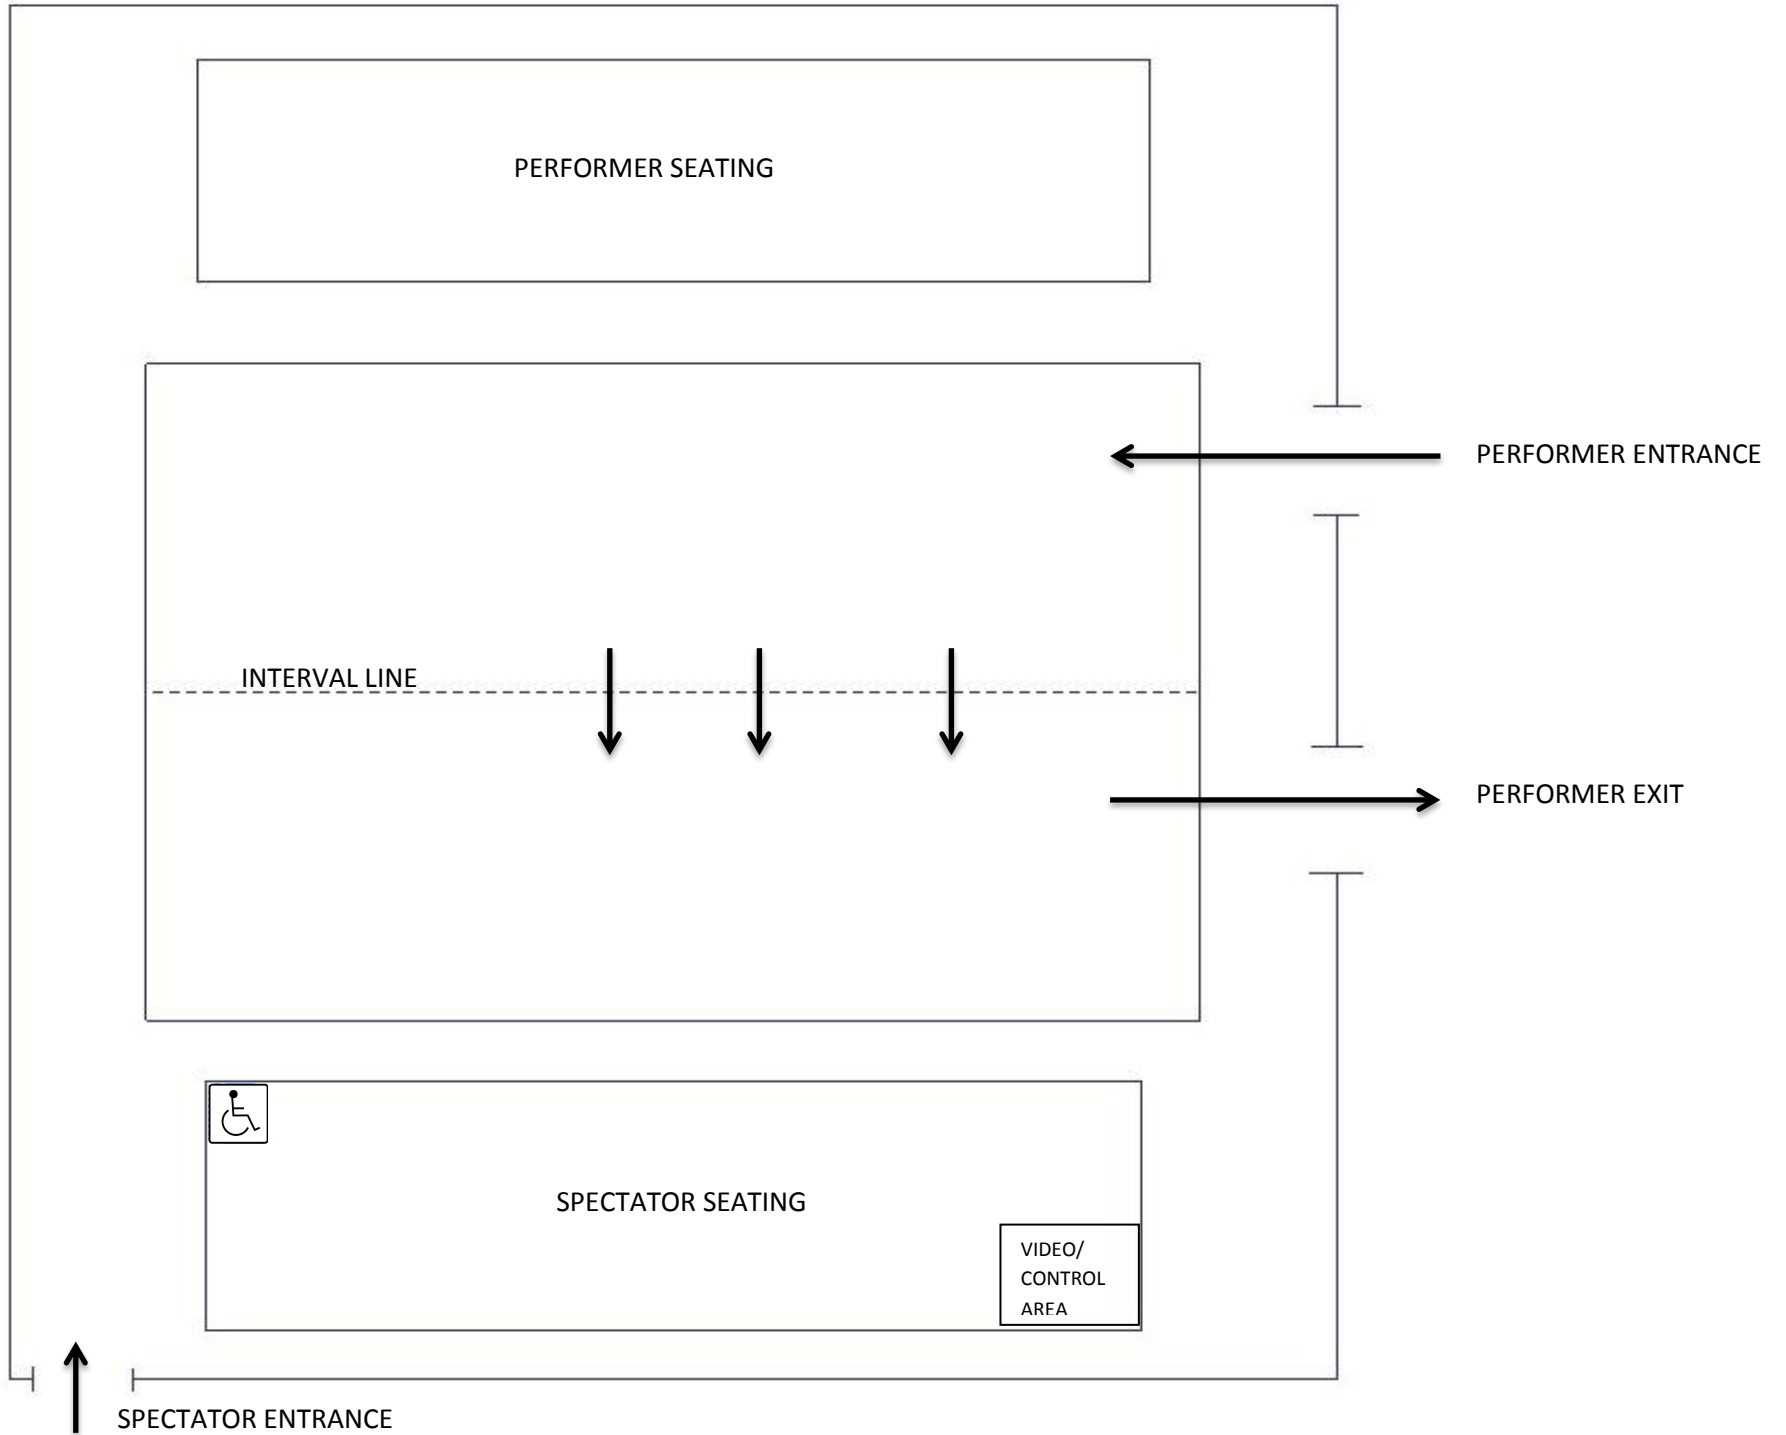 PERFORMER SEATING
PERFORMER ENTRANCE
INTERVAL LINE
PERFORMER EXIT
SPECTATOR SEATING
VIDEO/
CONTROL
AREA
SPECTATOR ENTRANCE